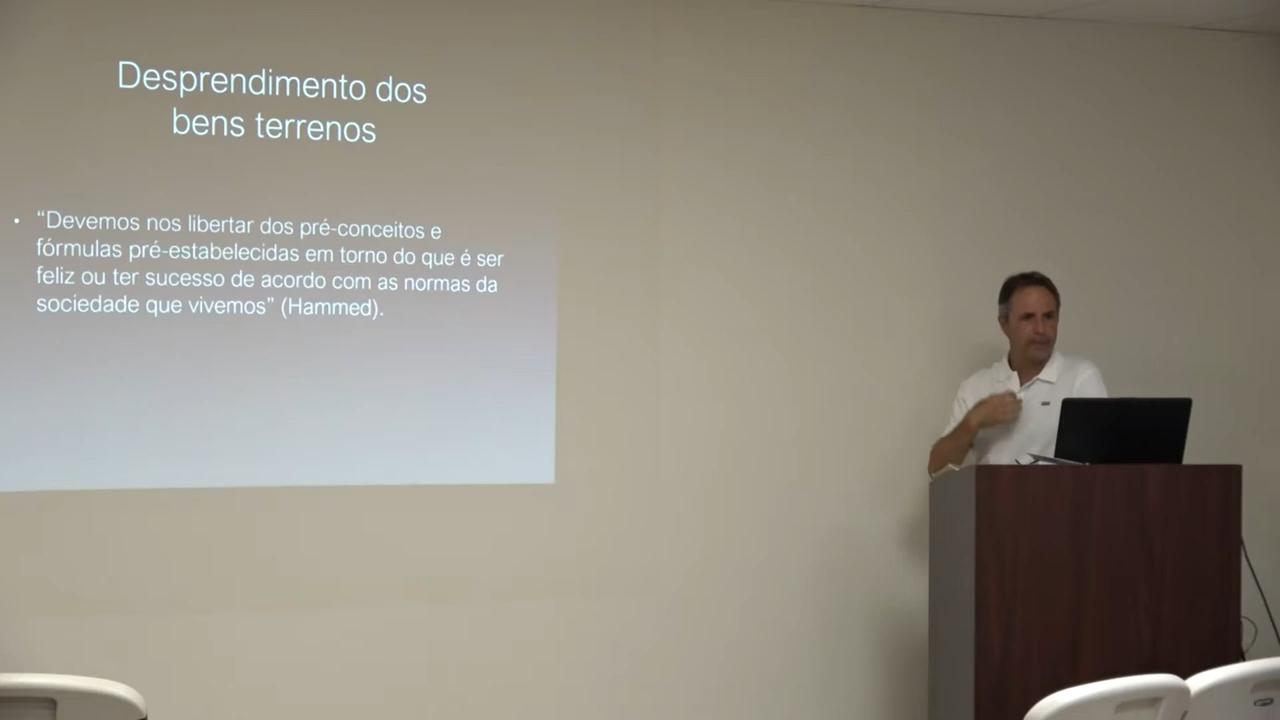 Desprendimento dos
bens terrenos
• “Devemos nos libertar dos pré-conceitos e
fórmulas pré-estabelecidas em torno do que é ser
feliz ou ter sucesso de acordo com as normas da
sociedade que vivemos” (Hammed).